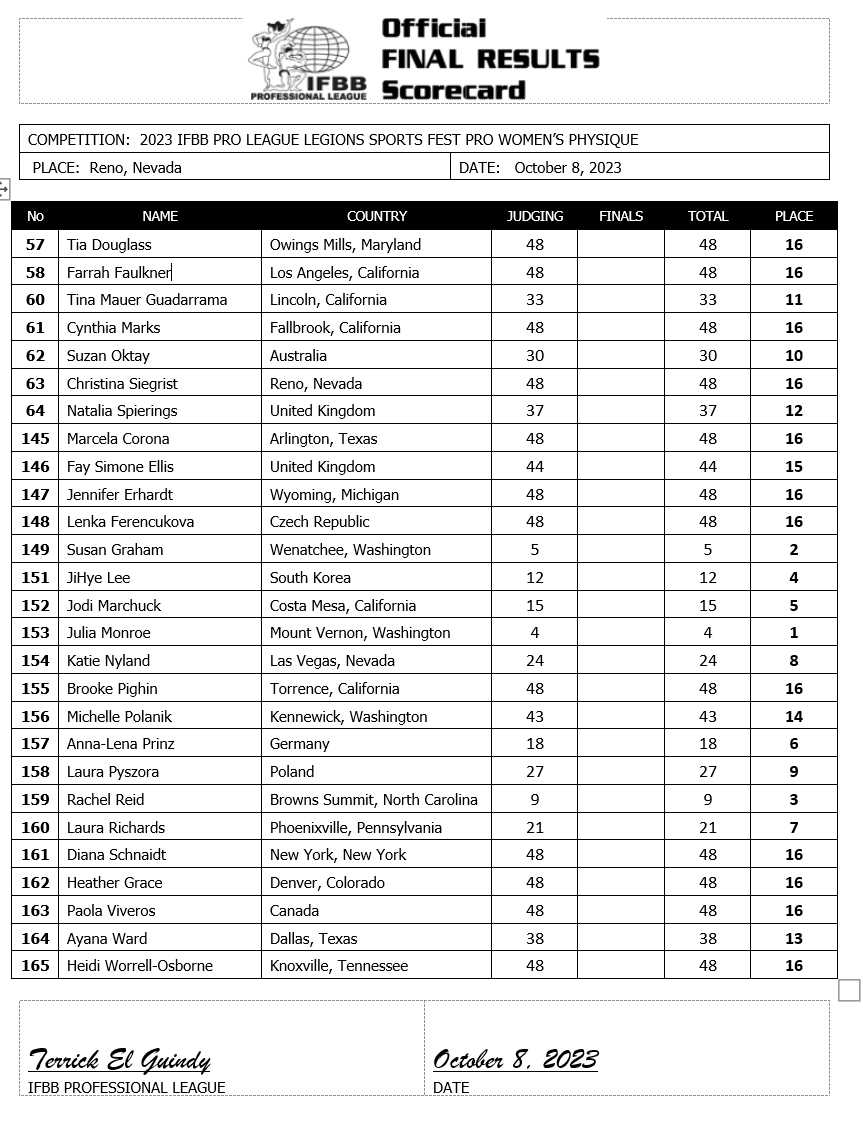 Official
FINAL RESULTS
Scorecard
IFBB
PROFESSIONAL LEAGUE
COMPETITION: 2023 IFBB PRO LEAGUE LEGIONS SPORTS FEST PRO WOMEN’S PHYSIQUE
PLACE: Reno, Nevada DATE: October 8, 2023
No NAME COUNTRY JUDGING FINALS TOTAL PLACE
57 Tia Douglass Owings Mills, Maryland 48 48 16
58 Farrah Faulkner Los Angeles, California 48 48 16
60 Tina Mauer Guadarrama Lincoln, California 33 33 11
61 Cynthia Marks Fallbrook, California 48 48 16
62 Suzan Oktay Australia 30 30 10
63 Christina Siegrist Reno, Nevada 48 48 16
64 Natalia Spierings United Kingdom 37 37 12
145 Marcela Corona Arlington, Texas 48 48 16
146 Fay Simone Ellis United Kingdom 44 44 15
147 Jennifer Erhardt Wyoming, Michigan 48 48 16
148 Lenka Ferencukova Czech Republic 48 48 16
149 Susan Graham Wenatchee, Washington 5 5 2
151 JiHye Lee South Korea 12 12 4
152 Jodi Marchuck Costa Mesa, California 15 15 5
153 Julia Monroe Mount Vernon, Washington 4 4 1
154 Katie Nyland Las Vegas, Nevada 24 24 8
155 Brooke Pighin Torrence, California 48 48 16
156 Michelle Polanik Kennewick, Washington 43 43 14
157 Anna-Lena Prinz Germany 18 18 6
158 Laura Pyszora Poland 27 27 9
159 Rachel Reid Browns Summit, North Carolina 9 9 3
160 Laura Richards Phoenixville, Pennsylvania 21 21 7
161 Diana Schnaidt New York, New York 48 48 16
162 Heather Grace Denver, Colorado 48 48 16
163 Paola Viveros Canada 48 48 16
164 Ayana Ward Dallas, Texas 38 38 13
165 Heidi Worrell-Osborne Knoxville, Tennessee 48 48 16
Terrick El Guindy October 8, 2023
IFBB PROFESSIONAL LEAGUE DATE